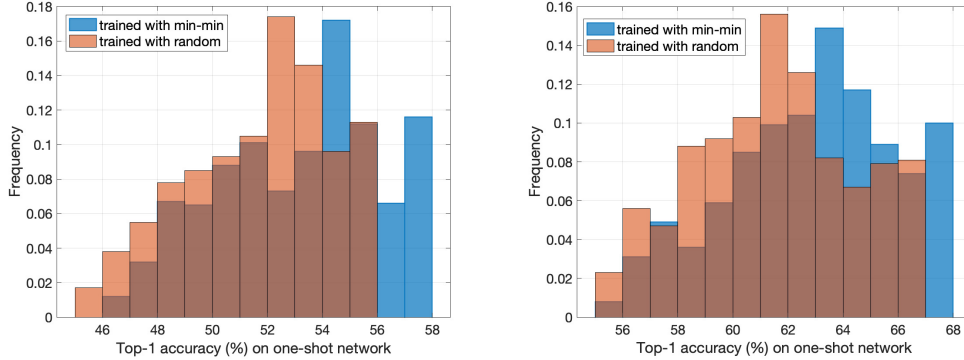 0.18
0.16
0.14
0.12
0.1
0.08
0.06
0.04
0.02
0
Frequency
trained with min-min
trained with random
46 48 50 52 54 56 58
Top-1 accuracy (%) on one-shot network
0.16
0.14
0.12
0.1
0.08
0.06
0.04
0.02
0
Frequency
trained with min-min
trained with random
56 58 60 62 64 66 68
Top-1 accuracy (%) on one-shot network